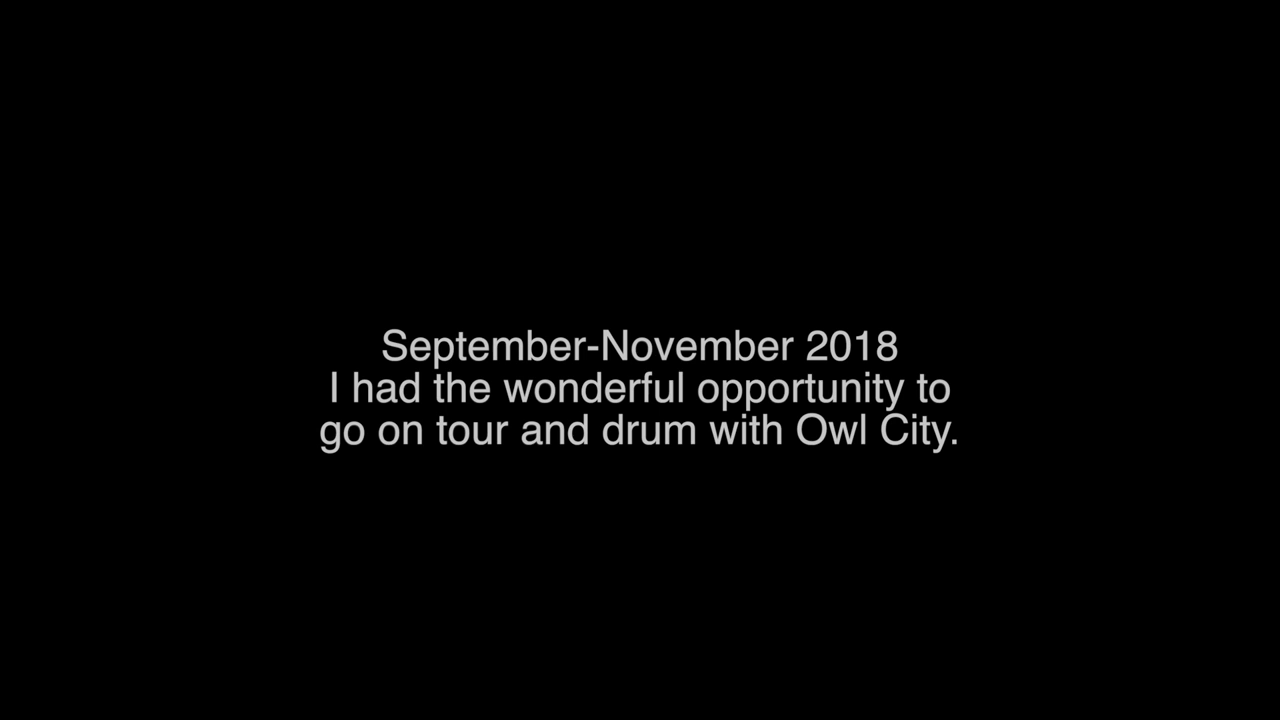 September-November 2018
I had the wonderful opportunity to
go on tour and drum with Owl City.